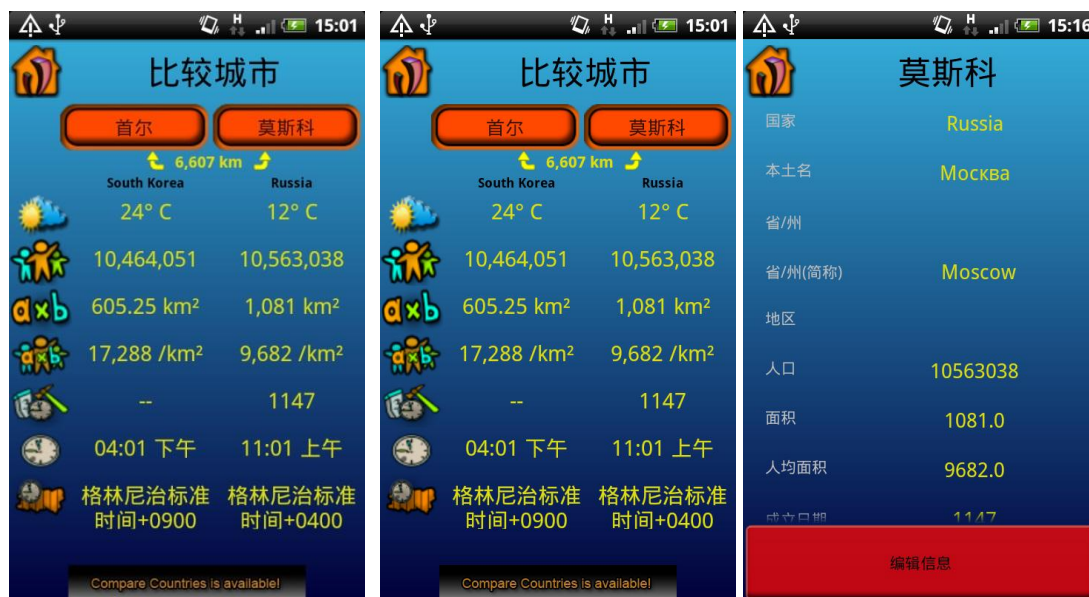 H 15:01
比较城市
首尔 莫斯科
6,607 km
South Korea Russia
24° C 12° C
10,464,051 10,563,038
a×b 605.25 km² 1,081 km²
a×b 17,288 /km² 9,682 /km²
-- 1147
04:01 下午 11:01 上午
格林尼治标准 格林尼治标准
时间+0900 时间+0400
Compare Countries is available!
H 15:01
比较城市
首尔 莫斯科
6,607 km
South Korea Russia
24° C 12° C
10,464,051 10,563,038
a×b 605.25 km² 1,081 km²
a×b 17,288 /km² 9,682 /km²
-- 1147
04:01 下午 11:01 上午
格林尼治标准 格林尼治标准
时间+0900 时间+0400
Compare Countries is available!
H 15:16
莫斯科
国家 Russia
本土名 Москва
省/州
省/州(简称) Moscow
地区
人口 10563038
面积 1081.0
人均面积 9682.0
成立日期 1147
编辑信息